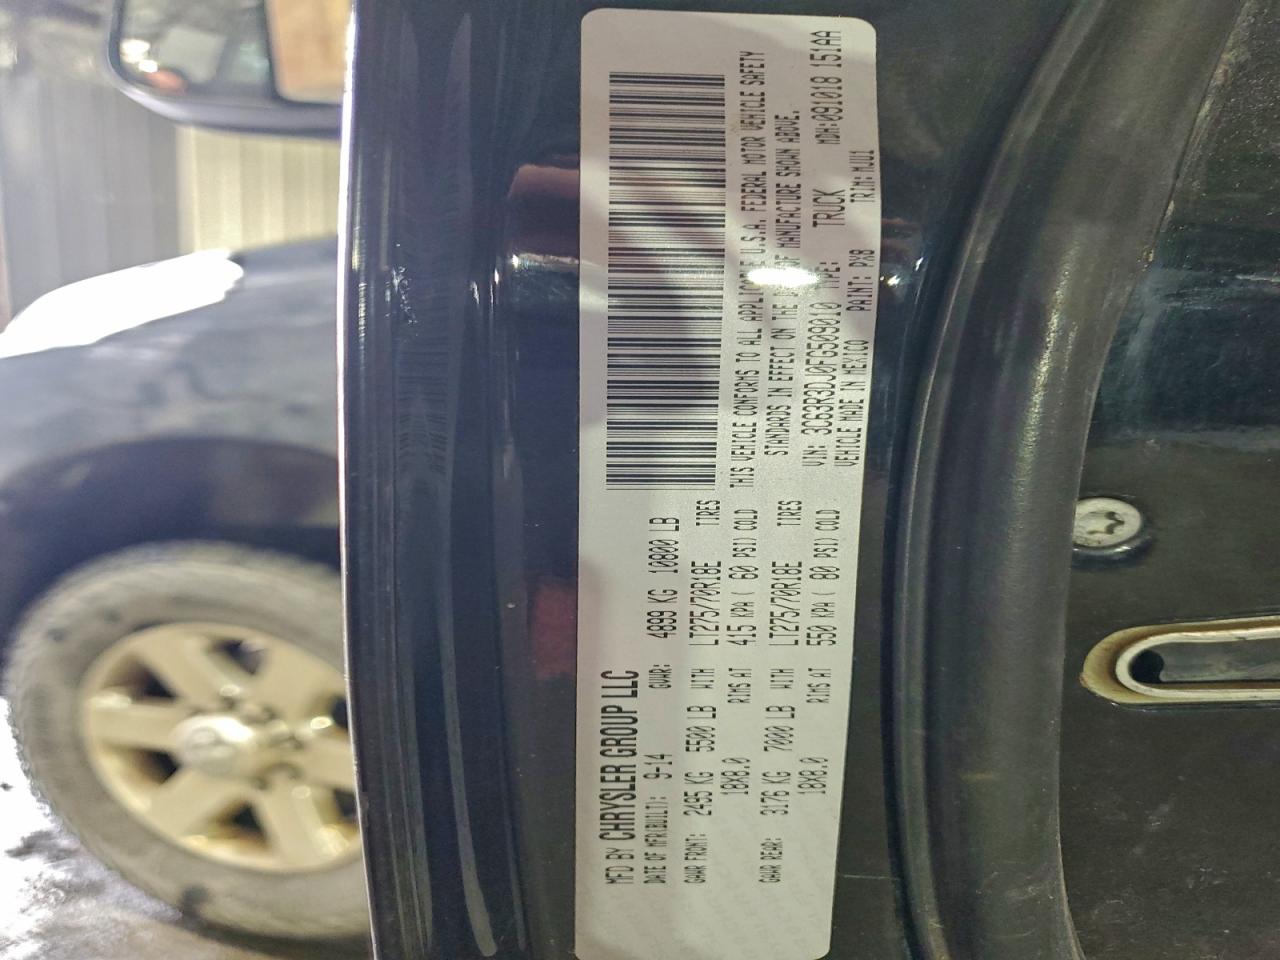 MFD BY CHRYSLER GROUP LLC
DATE OF MFR(BUILT): 9-14 GVWR: 4899 KG 10800 LB
GAWR FRONT: 2495 KG 5500 LB WITH LT275/70R18E TIRES
18X8.0 RIMS AT 415 KPA ( 60 PSI) COLD
GAWR REAR: 3176 KG 7000 LB WITH LT275/70R18E TIRES
18X8.0 RIMS AT 550 KPA ( 80 PSI) COLD
THIS VEHICLE CONFORMS TO ALL APPLICABLE U.S.A. FEDERAL MOTOR VEHICLE SAFETY
STANDARDS IN EFFECT ON THE OF MANUFACTURE SHOWN ABOVE.
VIN: 3C63R3DJ0FG509010 TYPE: TRUCK MDH:091018 151AA
VEHICLE MADE IN MEXICO PAINT: PX8 TRIM: MJU1